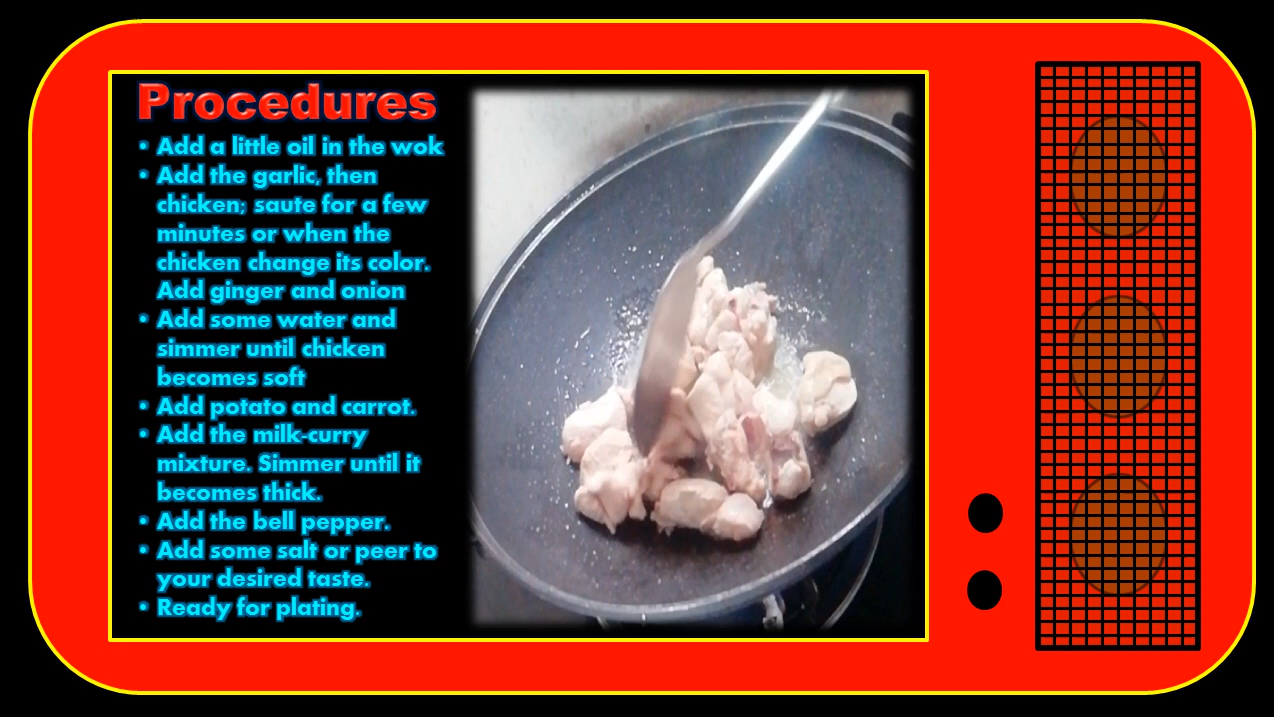 Procedures
• Add a little oil in the wok
• Add the garlic, then
chicken; saute for a few
minutes or when the
chicken change its color.
Add ginger and onion
• Add some water and
simmer until chicken
becomes soft
• Add potato and carrot.
• Add the milk-curry
mixture. Simmer until it
becomes thick.
• Add the bell pepper.
• Add some salt or peer to
your desired taste.
• Ready for plating.